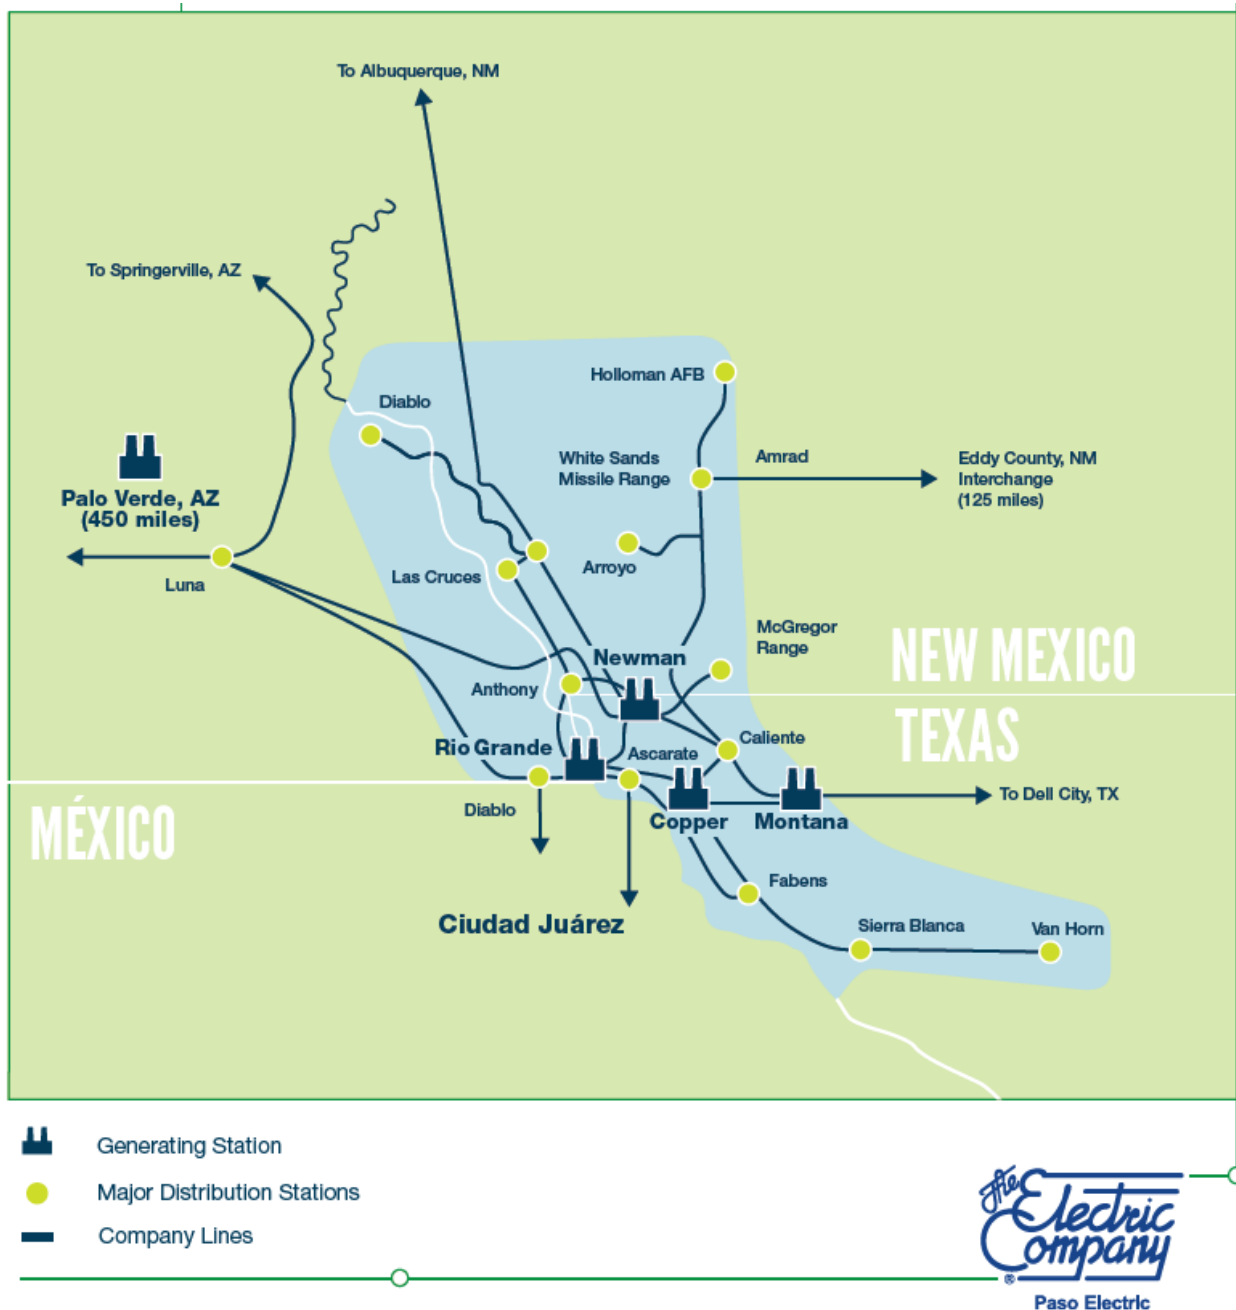 To Albuquerque, NM
To Springerville, AZ
Holloman AFB
Diablo
White Sands
Missile Range
Amrad
Eddy County, NM
Interchange
(125 miles)
Palo Verde, AZ
(450 miles)
Luna
Las Cruces
Arroyo
McGregor
Range
NEW MEXICO
Newman
Anthony
TEXAS
Rio Grande
Ascarate
Caliente
MÉXICO
Diablo
Copper
Montana
To Dell City, TX
Fabens
Ciudad Juárez
Sierra Blanca
Van Horn
Generating Station
Major Distribution Stations
Company Lines
The
Electric
Company
®
Paso Electric